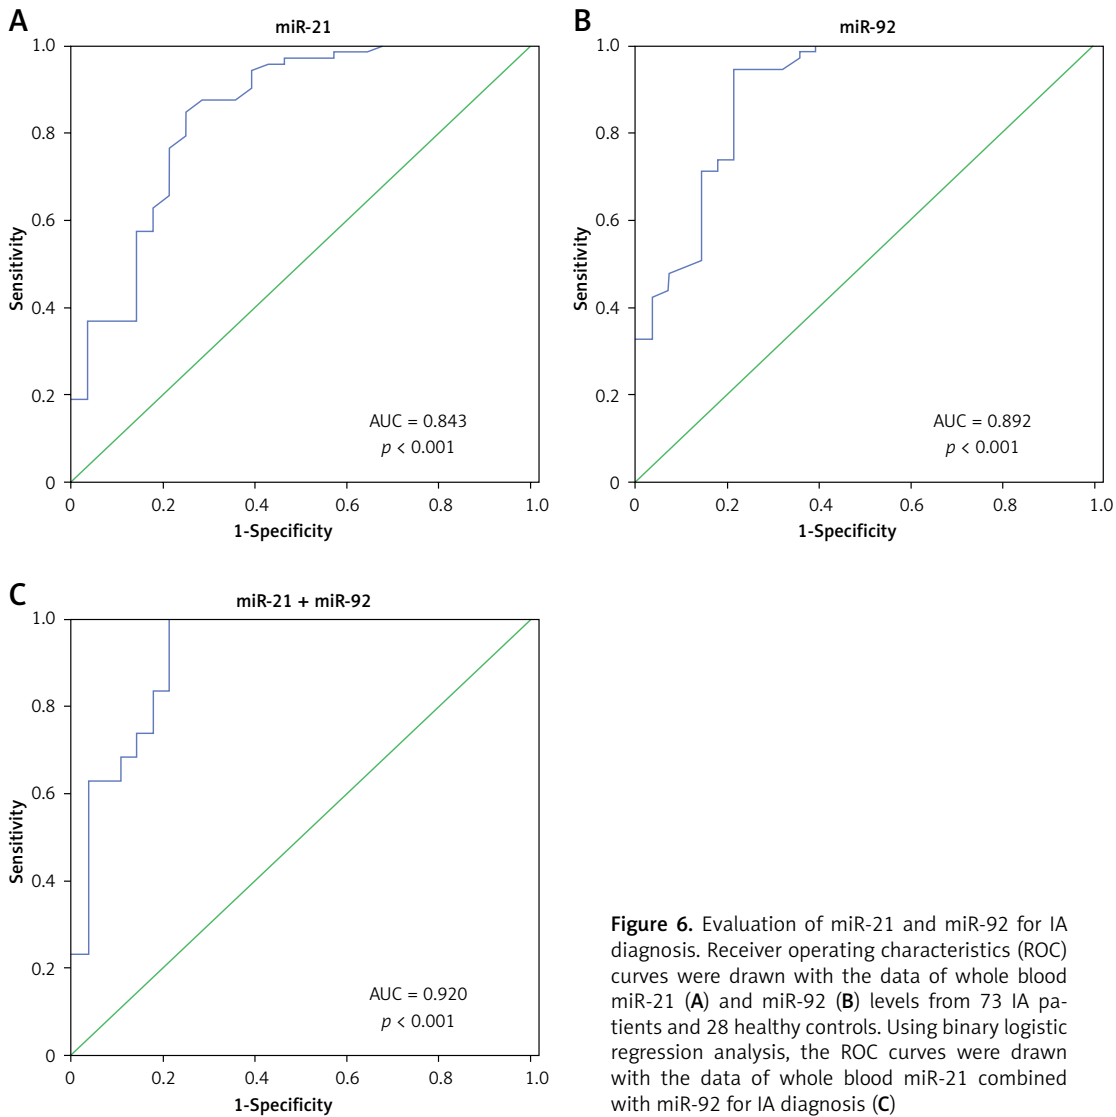 A
miR-21
1.0
0.8
0.6
0.4
0.2
0
Sensitivity
AUC = 0.843
p < 0.001
0 0.2 0.4 0.6 0.8 1.0
1-Specificity
B
miR-92
1.0
0.8
0.6
0.4
0.2
0
Sensitivity
AUC = 0.892
p < 0.001
0 0.2 0.4 0.6 0.8 1.0
1-Specificity
C
miR-21 + miR-92
1.0
0.8
0.6
0.4
0.2
0
Sensitivity
AUC = 0.920
p < 0.001
0 0.2 0.4 0.6 0.8 1.0
1-Specificity
Figure 6. Evaluation of miR-21 and miR-92 for IA
diagnosis. Receiver operating characteristics (ROC)
curves were drawn with the data of whole blood
miR-21 (A) and miR-92 (B) levels from 73 IA pa-
tients and 28 healthy controls. Using binary logistic
regression analysis, the ROC curves were drawn
with the data of whole blood miR-21 combined
with miR-92 for IA diagnosis (C)